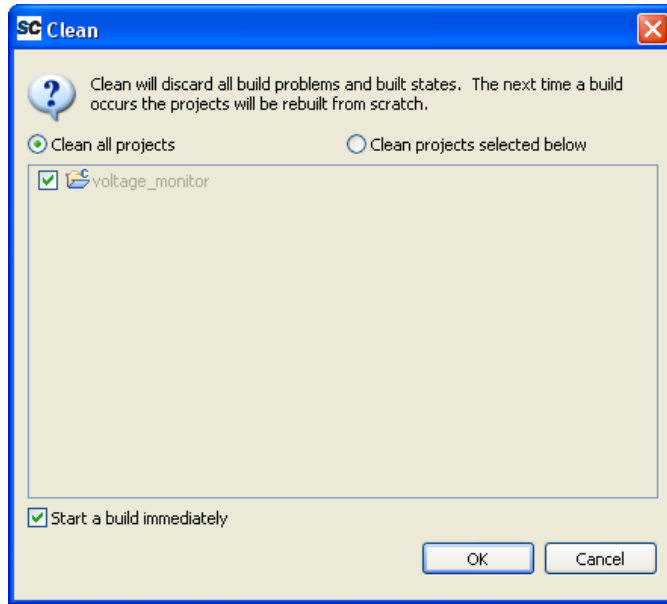 SC Clean
Clean will discard all build problems and built states. The next time a build
occurs the projects will be rebuilt from scratch.
Clean all projects Clean projects selected below
voltage_monitor
Start a build immediately
OK Cancel